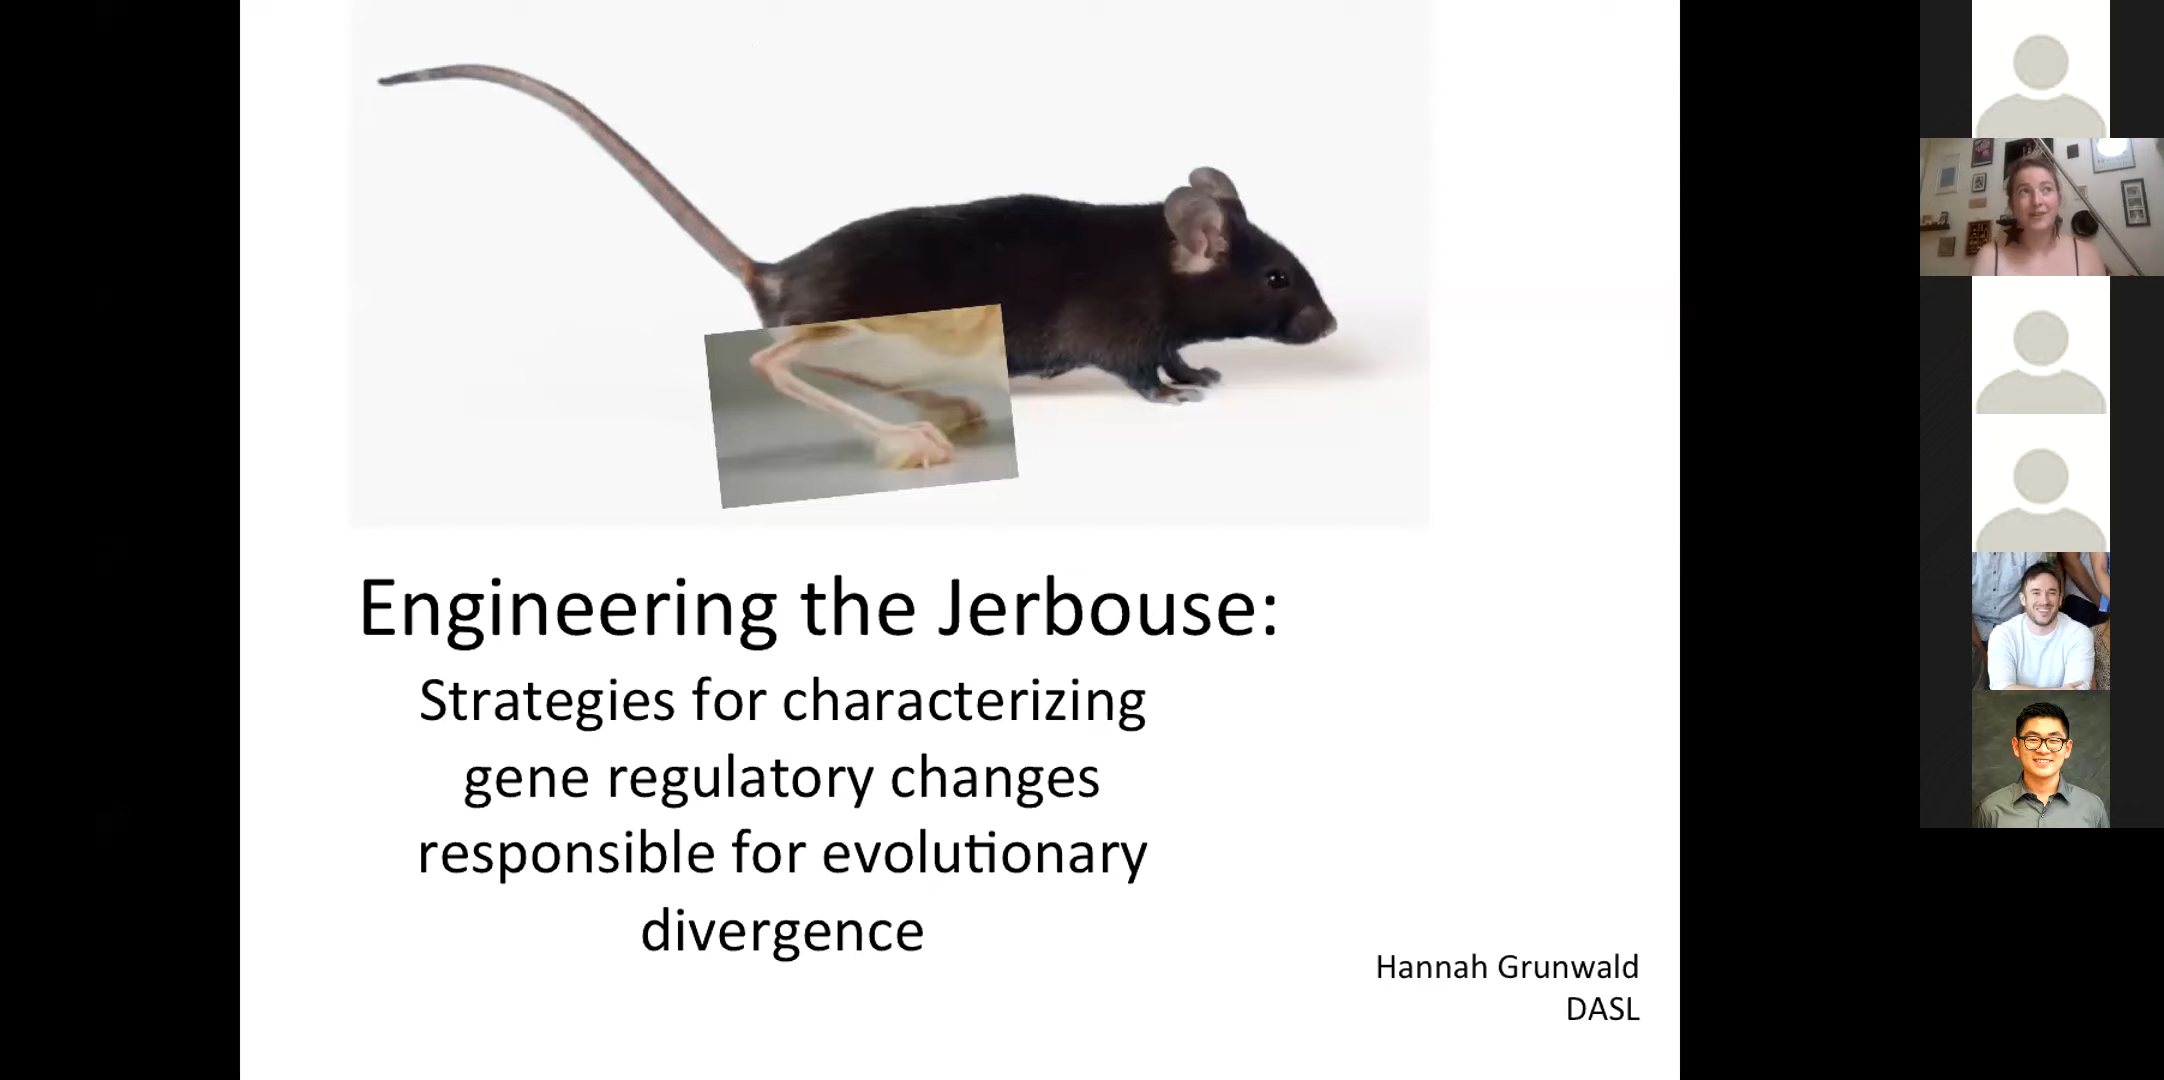 Engineering the Jerbouse:
Strategies for characterizing
gene regulatory changes
responsible for evolutionary
divergence
Hannah Grunwald
DASL